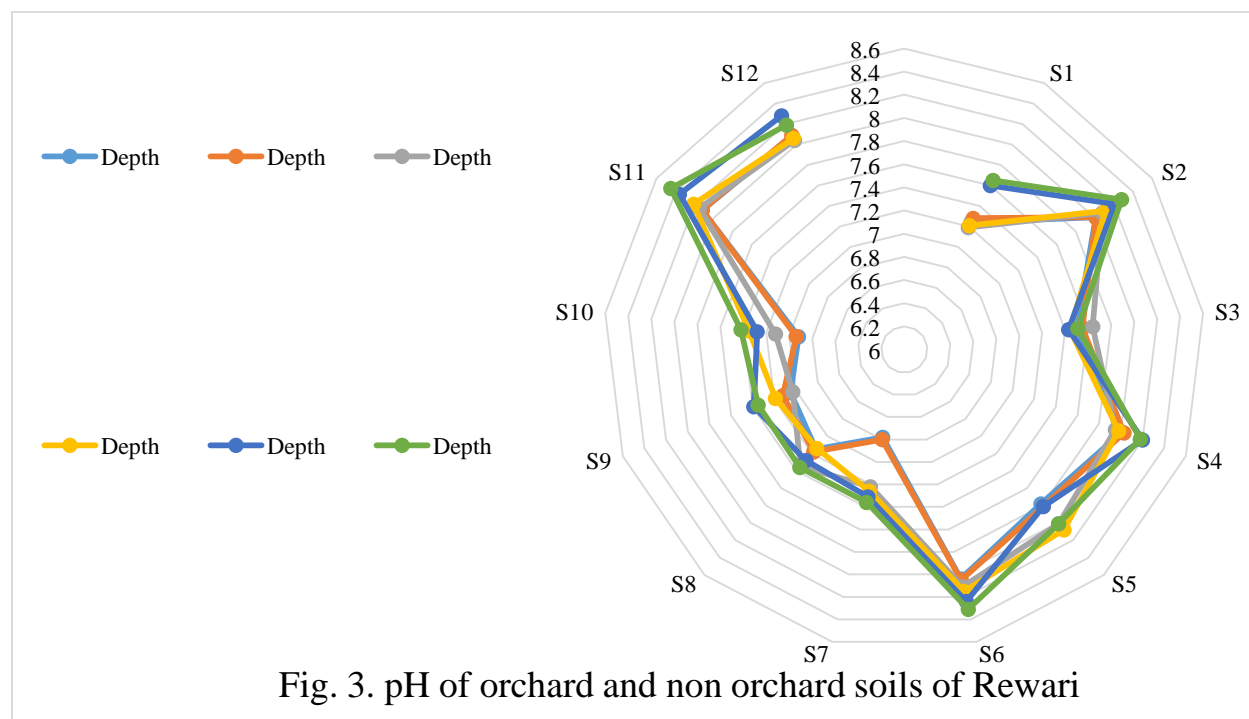 Depth Depth Depth
Depth Depth Depth
8.6
8.4
8.2
8
7.8
7.6
7.4
7.2
7
6.8
6.6
6.4
6.2
6
S1
S2
S3
S4
S5
S6
S7
S8
S9
S10
S11
S12
Fig. 3. pH of orchard and non orchard soils of Rewari